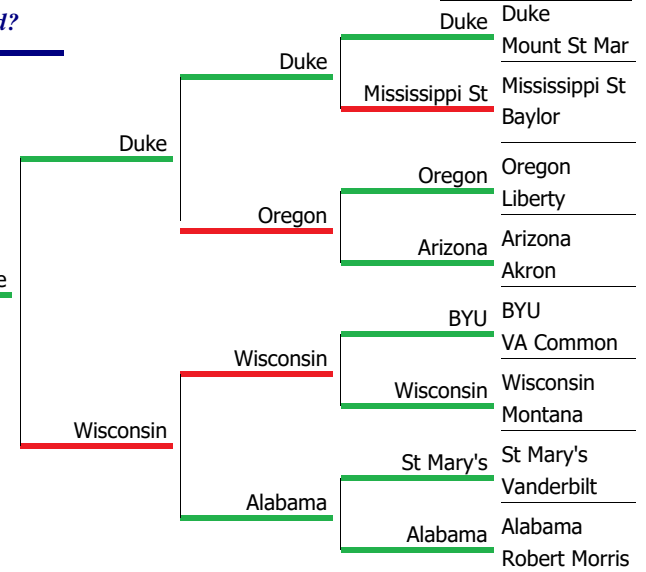 d?
Duke
Duke
Mount St Mar
Duke
Mississippi St
Mississippi St
Baylor
Duke
Oregon
Oregon
Liberty
Oregon
Arizona
Arizona
Akron
e
BYU
BYU
VA Common
Wisconsin
Wisconsin
Wisconsin
Montana
Wisconsin
St Mary's
St Mary's
Vanderbilt
Alabama
Alabama
Alabama
Robert Morris